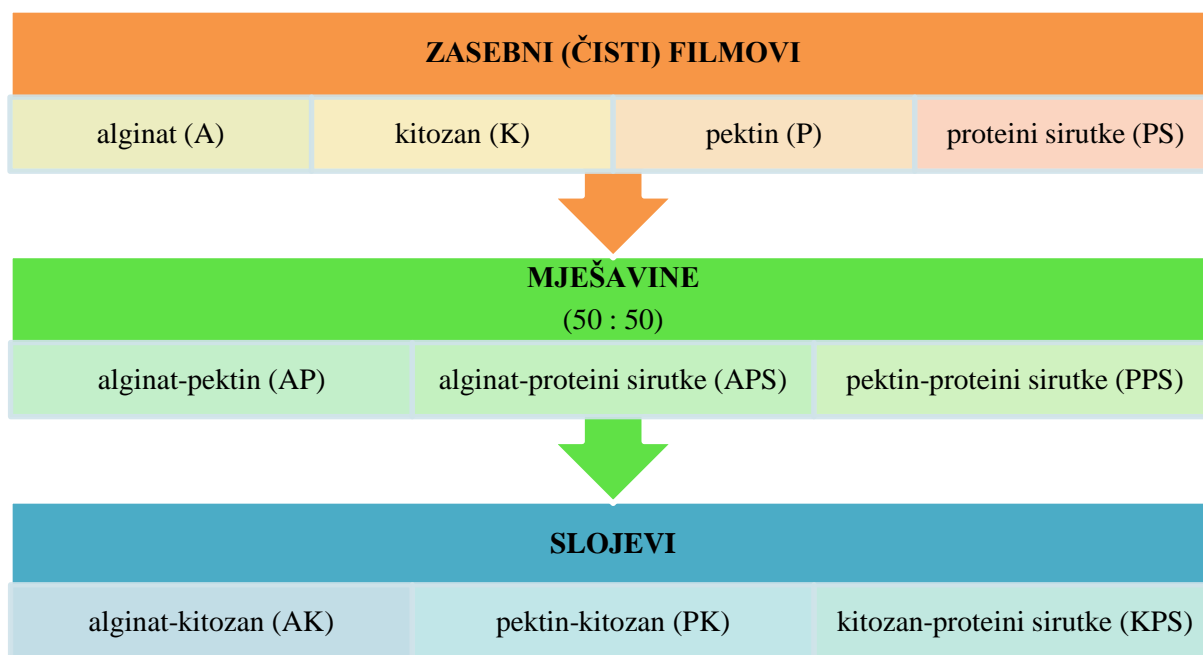 ZASEBNI (ČISTI) FILMOVI
alginat (A)
kitozan (K)
pektin (P)
proteini sirutke (PS)
MJEŠAVINE
(50 : 50)
alginat-pektin (AP)
alginat-proteini sirutke (APS)
pektin-proteini sirutke (PPS)
SLOJEVI
alginat-kitozan (AK)
pektin-kitozan (PK)
kitozan-proteini sirutke (KPS)